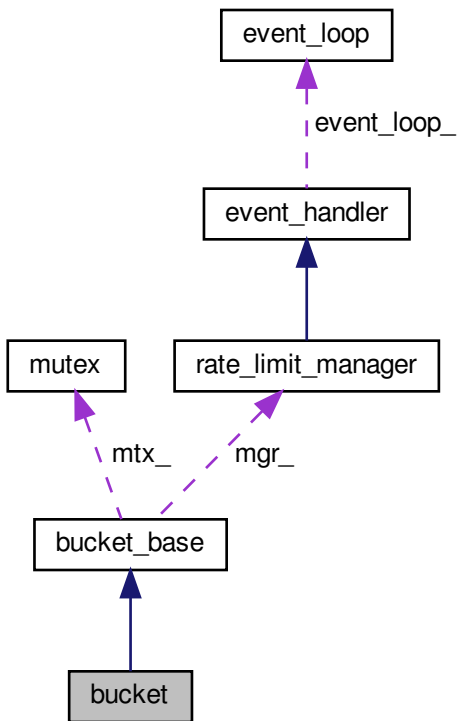 event_loop
event_loop_
event_handler
mutex
rate_limit_manager
mtx_
mgr_
bucket_base
bucket